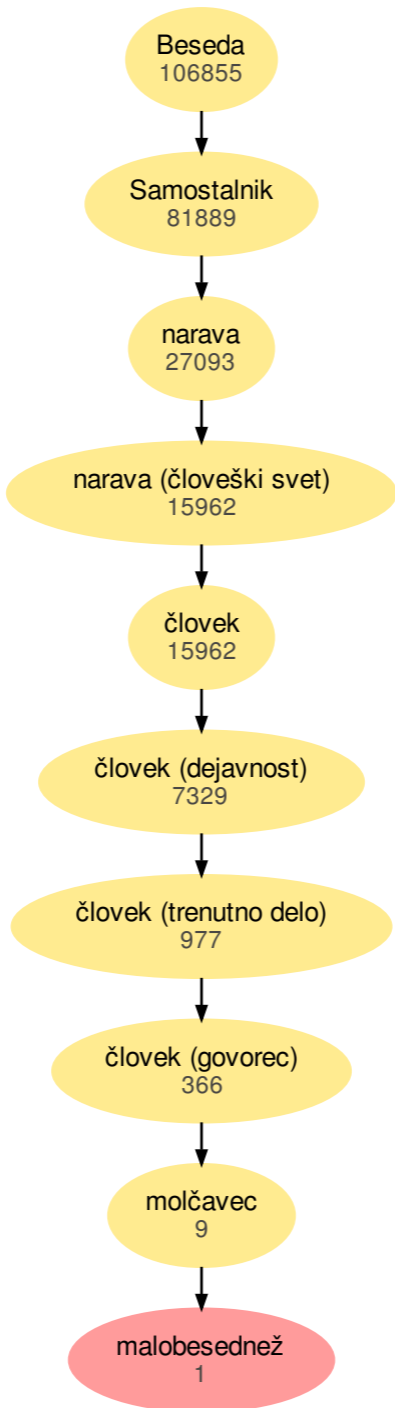 Beseda
106855
Samostalnik
81889
narava
27093
narava (človeški svet)
15962
človek
15962
človek (dejavnost)
7329
človek (trenutno delo)
977
človek (govorec)
366
molčavec
9
malobesednež
1